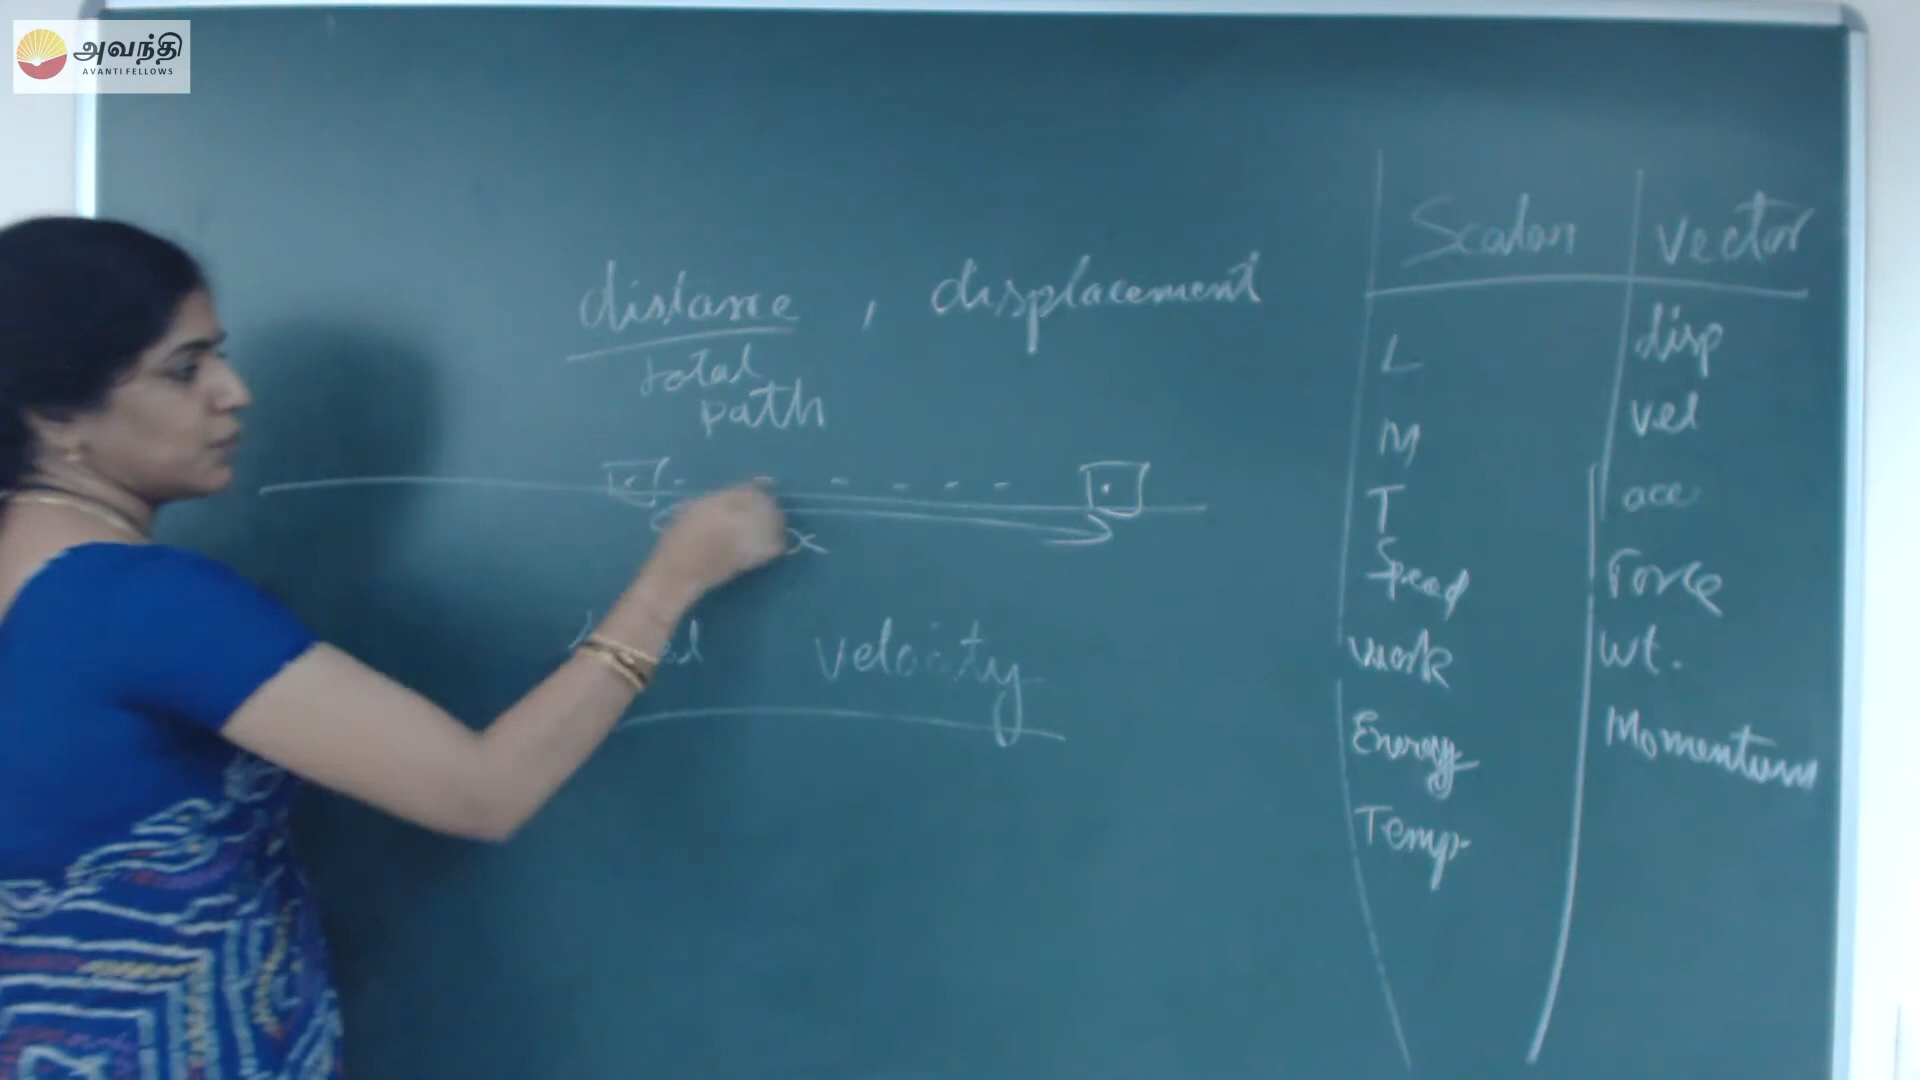 அவந்தி
AVANTI FELLOWS
distance , displacement
total
path
x
velocity
Scalar Vector
L disp
M vel
T acc
Speed Force
Work Wt.
Energy Momentum
Temp.